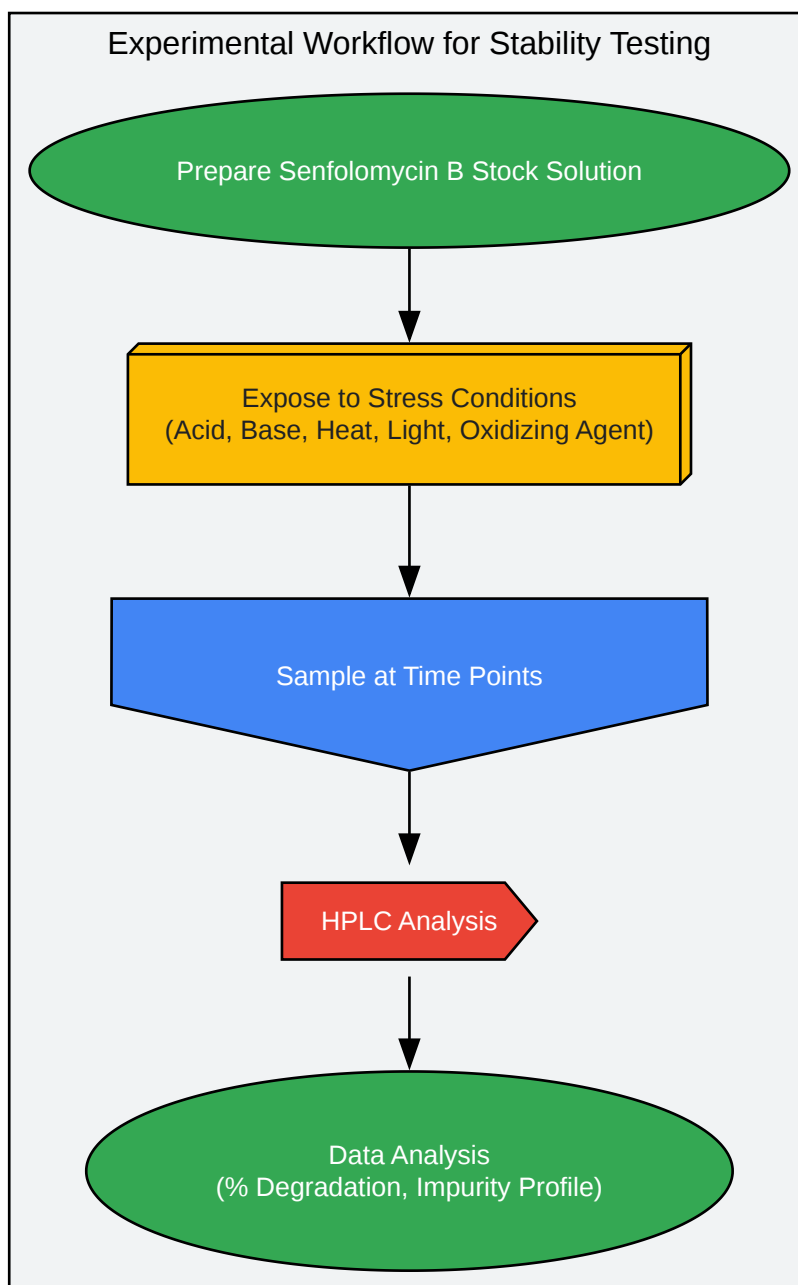 Experimental Workflow for Stability Testing
Prepare Senfolomycin B Stock Solution
Expose to Stress Conditions
(Acid, Base, Heat, Light, Oxidizing Agent)
Sample at Time Points
HPLC Analysis
Data Analysis
(% Degradation, Impurity Profile)